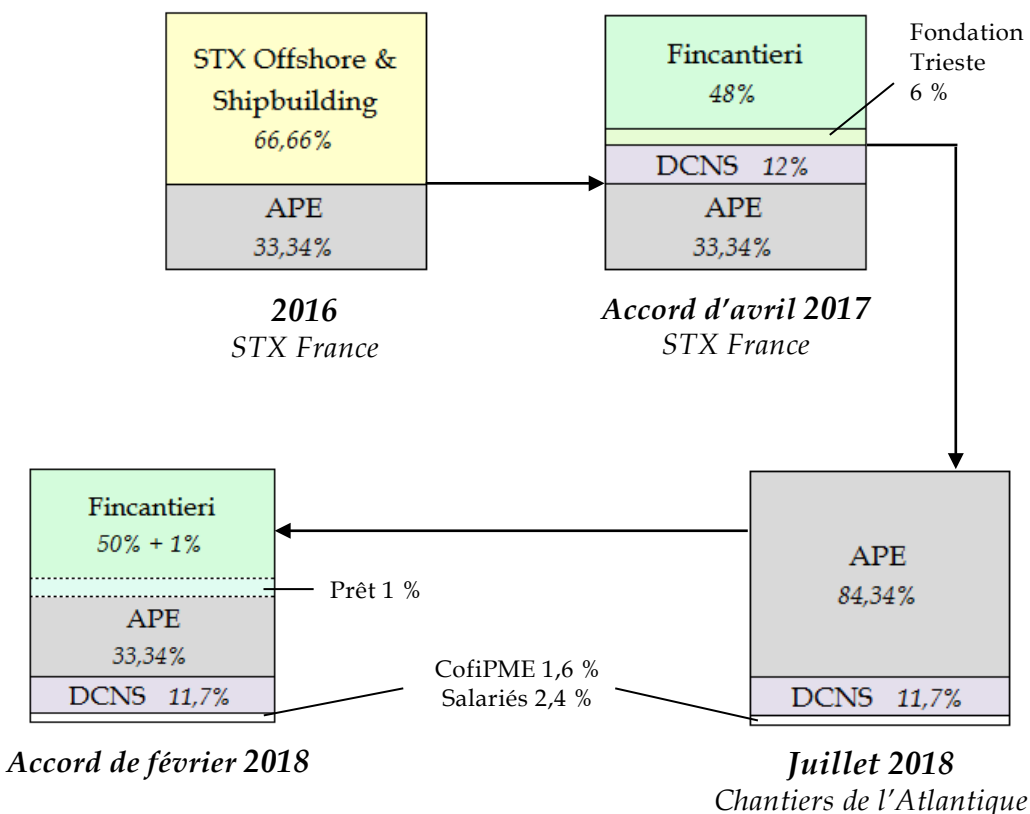 STX Offshore &
Shipbuilding
66,66%
APE
33,34%
2016
STX France
Fincantieri
48%
Fondation
Trieste
6 %
DCNS 12%
APE
33,34%
Accord d’avril 2017
STX France
Fincantieri
50% + 1%
Prêt 1 %
APE
33,34%
DCNS 11,7%
Accord de février 2018
CofiPME 1,6 %
Salariés 2,4 %
APE
84,34%
DCNS 11,7%
Juillet 2018
Chantiers de l’Atlantique